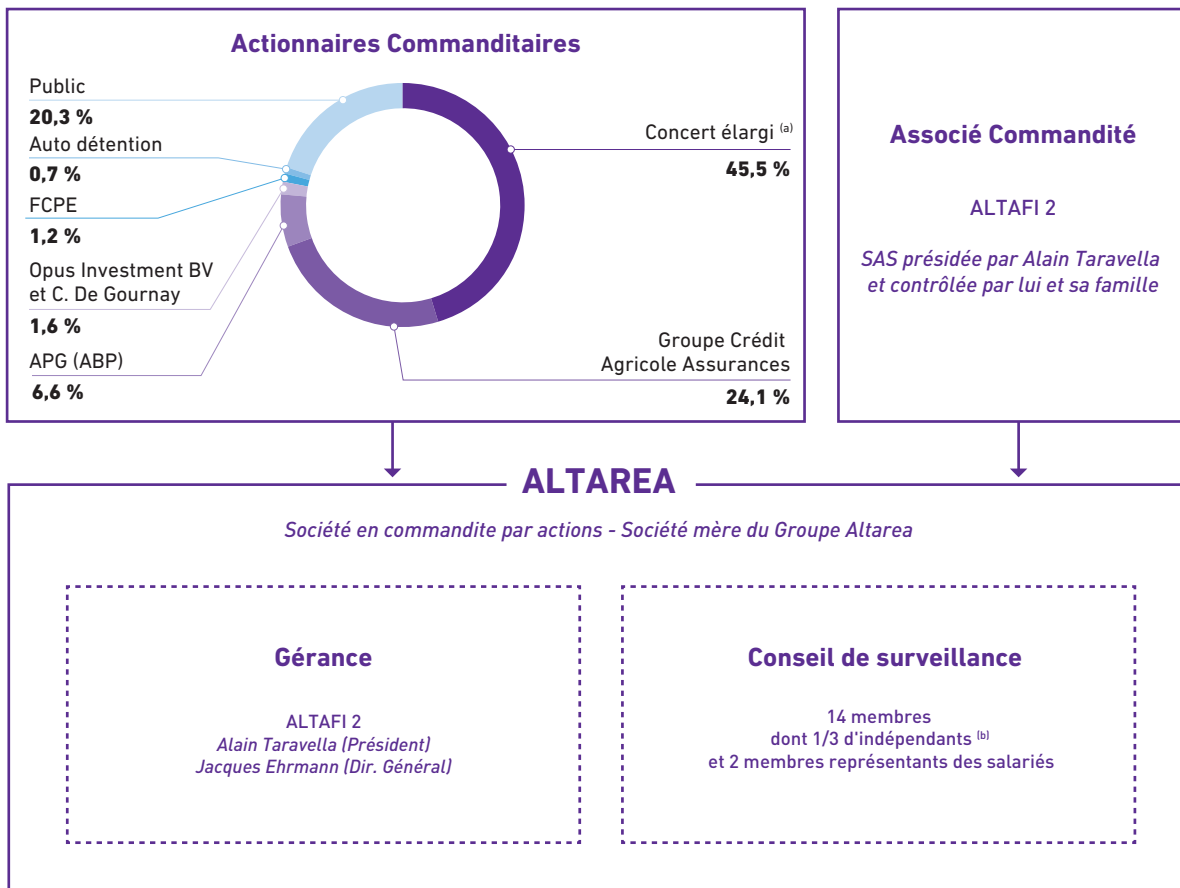 Actionnaires Commanditaires
Public
20,3 %
Auto détention
0,7 %
FCPE
1,2 %
Opus Investment BV
et C. De Gournay
1,6 %
APG (ABP)
6,6 %
Concert élargi (a)
45,5 %
Groupe Crédit
Agricole Assurances
24,1 %
Associé Commandité
ALTAFI 2
SAS présidée par Alain Taravella
et contrôlée par lui et sa famille
ALTAREA
Société en commandite par actions - Société mère du Groupe Altarea
Gérance
ALTAFI 2
Alain Taravella (Président)
Jacques Ehrmann (Dir. Général)
Conseil de surveillance
14 membres
dont 1/3 d'indépendants (b)
et 2 membres représentants des salariés